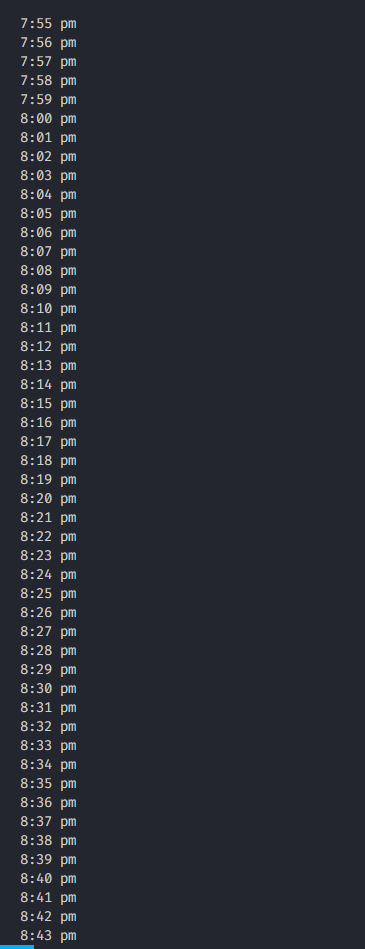 7:55 pm
7:56 pm
7:57 pm
7:58 pm
7:59 pm
8:00 pm
8:01 pm
8:02 pm
8:03 pm
8:04 pm
8:05 pm
8:06 pm
8:07 pm
8:08 pm
8:09 pm
8:10 pm
8:11 pm
8:12 pm
8:13 pm
8:14 pm
8:15 pm
8:16 pm
8:17 pm
8:18 pm
8:19 pm
8:20 pm
8:21 pm
8:22 pm
8:23 pm
8:24 pm
8:25 pm
8:26 pm
8:27 pm
8:28 pm
8:29 pm
8:30 pm
8:31 pm
8:32 pm
8:33 pm
8:34 pm
8:35 pm
8:36 pm
8:37 pm
8:38 pm
8:39 pm
8:40 pm
8:41 pm
8:42 pm
8:43 pm